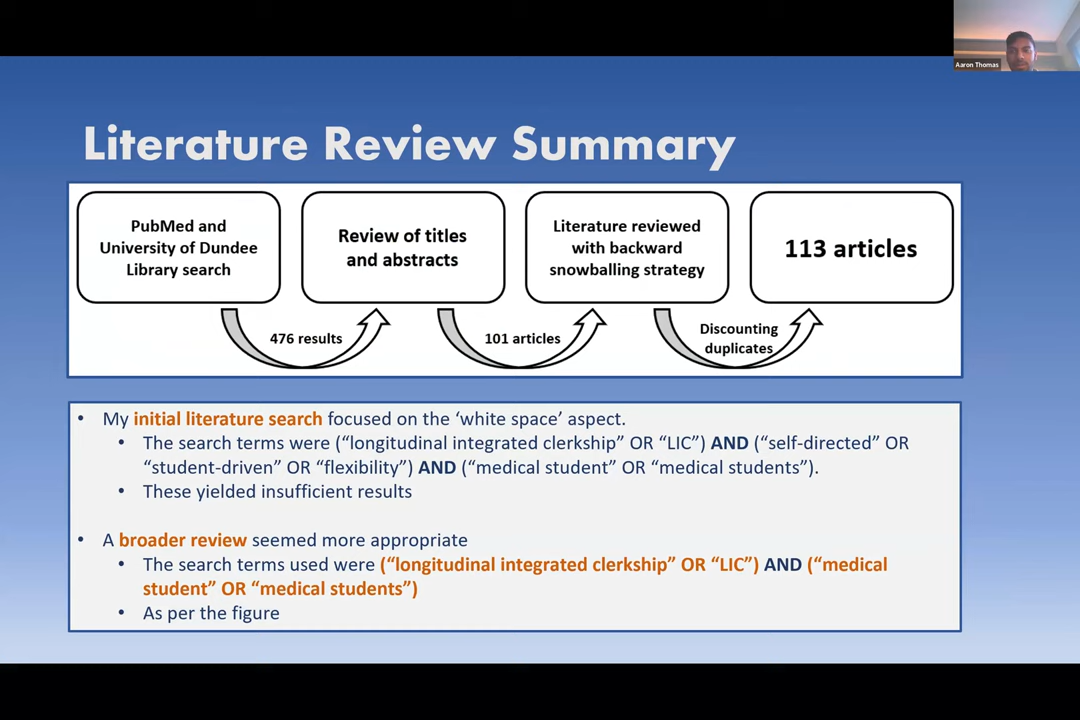 Aaron Thomas
Literature Review Summary
PubMed and
University of Dundee
Library search
Review of titles
and abstracts
Literature reviewed
with backward
snowballing strategy
113 articles
476 results
101 articles
Discounting
duplicates
• My initial literature search focused on the ‘white space’ aspect.
• The search terms were (“longitudinal integrated clerkship” OR “LIC”) AND (“self-directed” OR
“student-driven” OR “flexibility”) AND (“medical student” OR “medical students”).
• These yielded insufficient results
• A broader review seemed more appropriate
• The search terms used were (“longitudinal integrated clerkship” OR “LIC”) AND (“medical
student” OR “medical students”)
• As per the figure